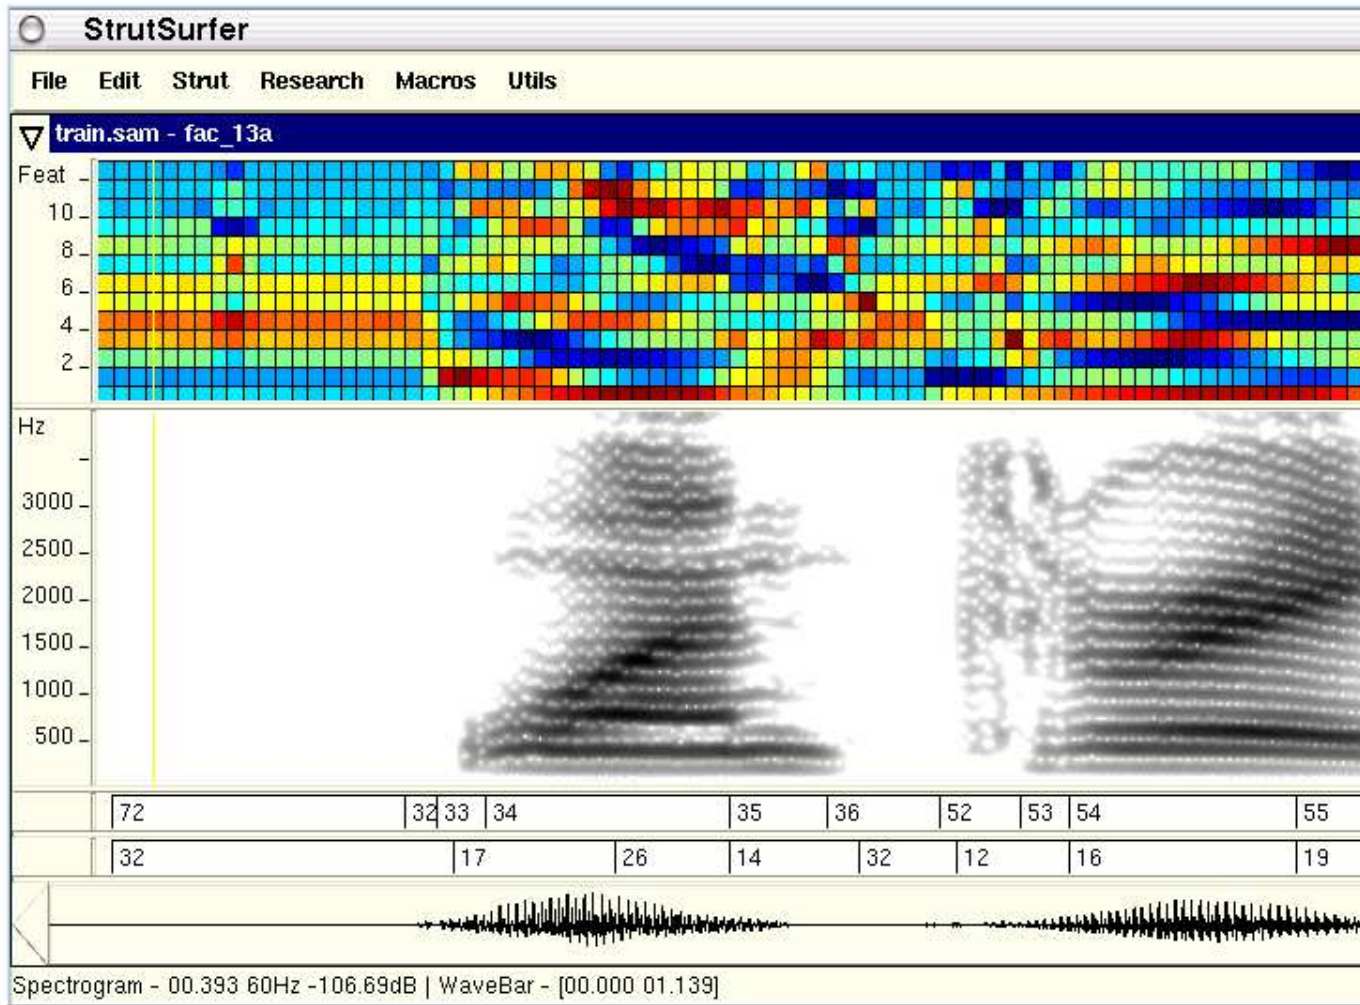 StrutSurfer
File Edit Strut Research Macros Utils
train.sam - fac_13a
Feat
10
8
6
4
2
Hz
3000
2500
2000
1500
1000
500
72 32 33 34 35 36 52 53 54 55
32 17 26 14 32 12 16 19
Spectrogram - 00.393 60Hz -106.69dB | WaveBar - [00.000 01.139]